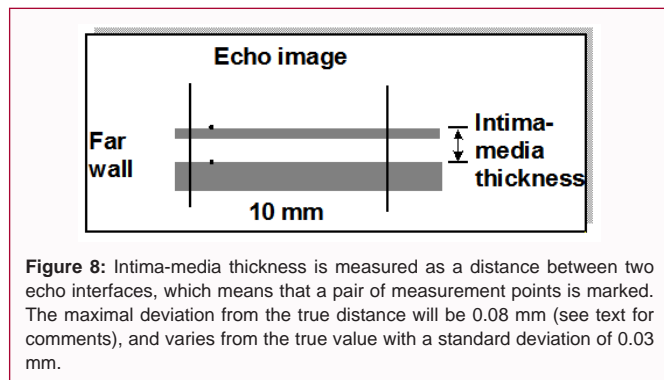 Echo image
Far
wall
Intima-
media
thickness
10 mm
Figure 8: Intima-media thickness is measured as a distance between two
echo interfaces, which means that a pair of measurement points is marked.
The maximal deviation from the true distance will be 0.08 mm (see text for
comments), and varies from the true value with a standard deviation of 0.03
mm.